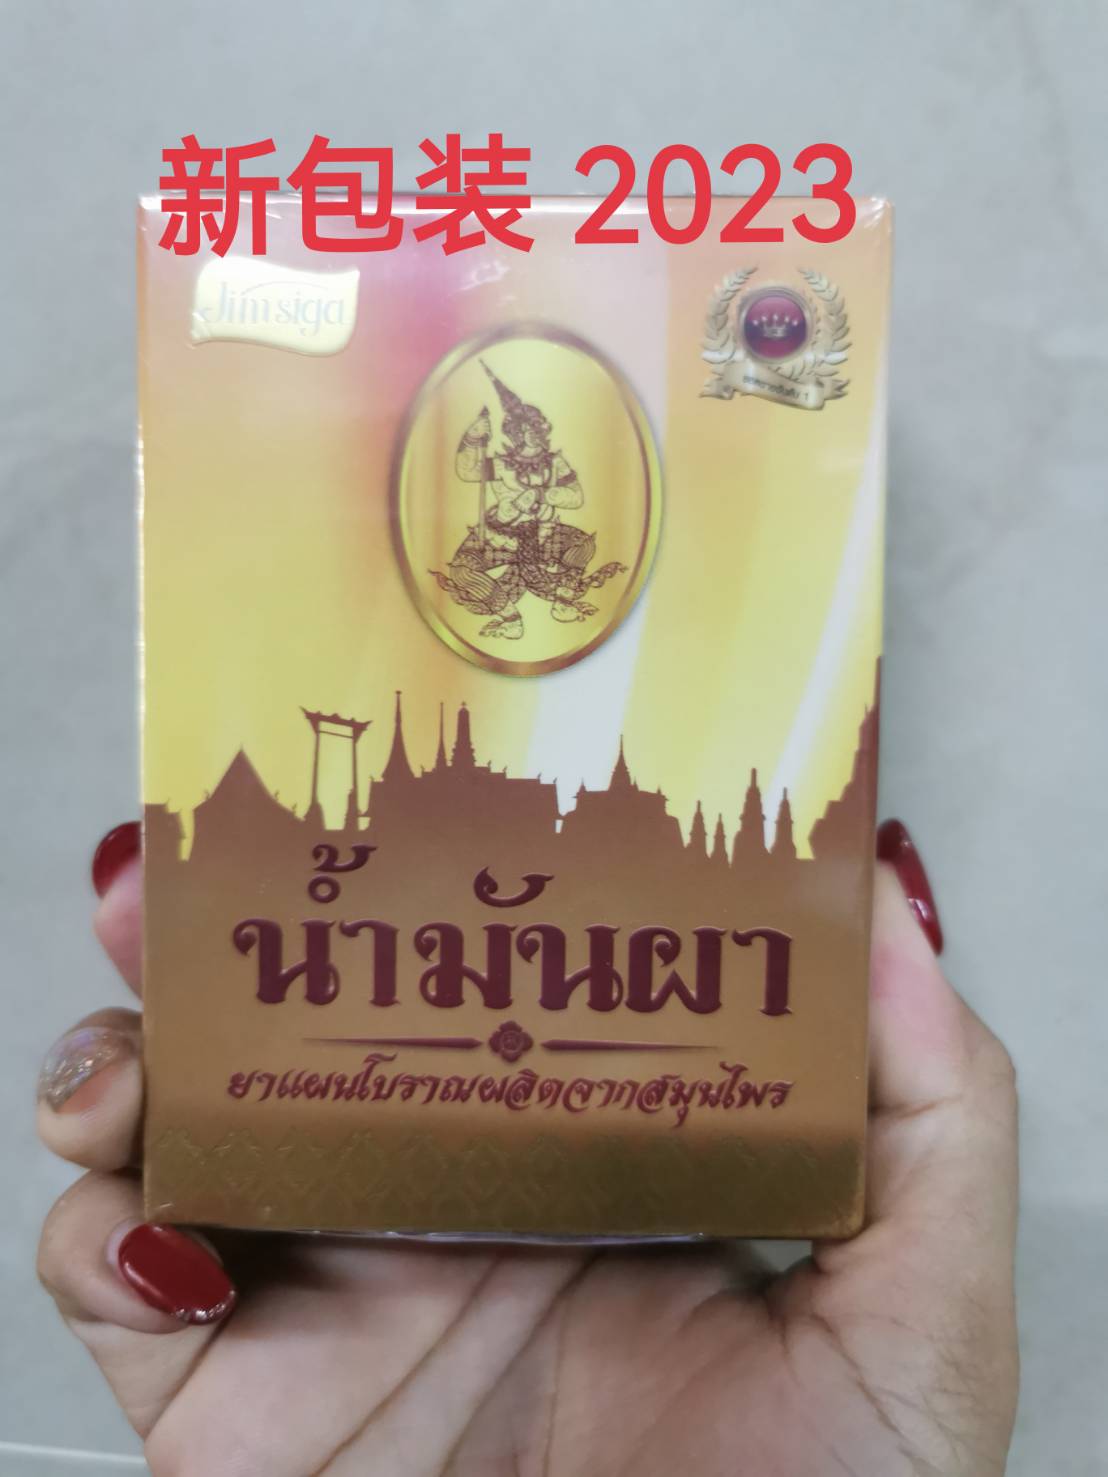 新包装 2023
Jimsiga
น้ำมันผา
ยาแผนโบราณผลิตจากสมุนไพร